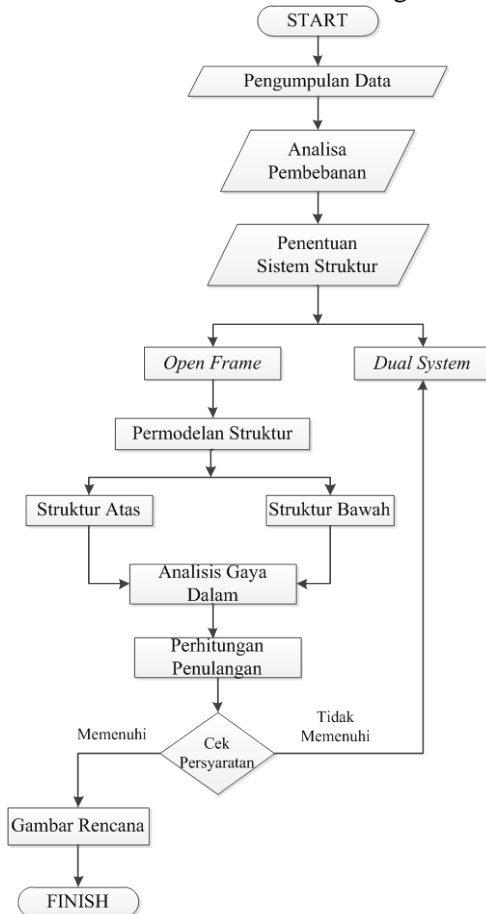 START
Pengumpulan Data
Analisa
Pembebanan
Penentuan
Sistem Struktur
Open Frame
Dual System
Permodelan Struktur
Struktur Atas
Struktur Bawah
Analisis Gaya
Dalam
Perhitungan
Penulangan
Cek
Persyaratan
Memenuhi
Tidak
Memenuhi
Gambar Rencana
FINISH